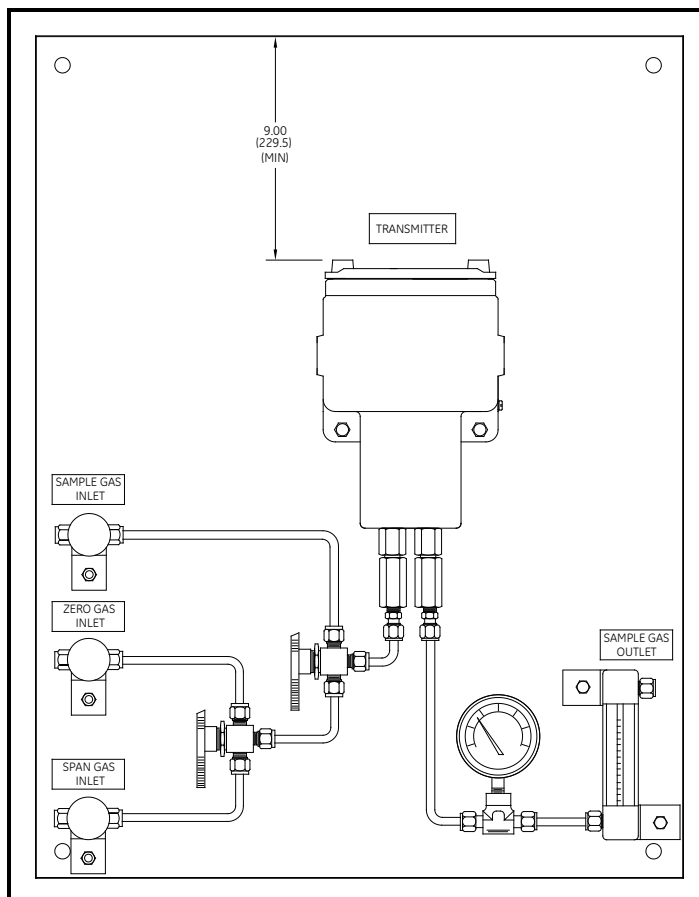 9.00
(229.5)
(MIN)
TRANSMITTER
SAMPLE GAS
INLET
ZERO GAS
INLET
SPAN GAS
INLET
SAMPLE GAS
OUTLET